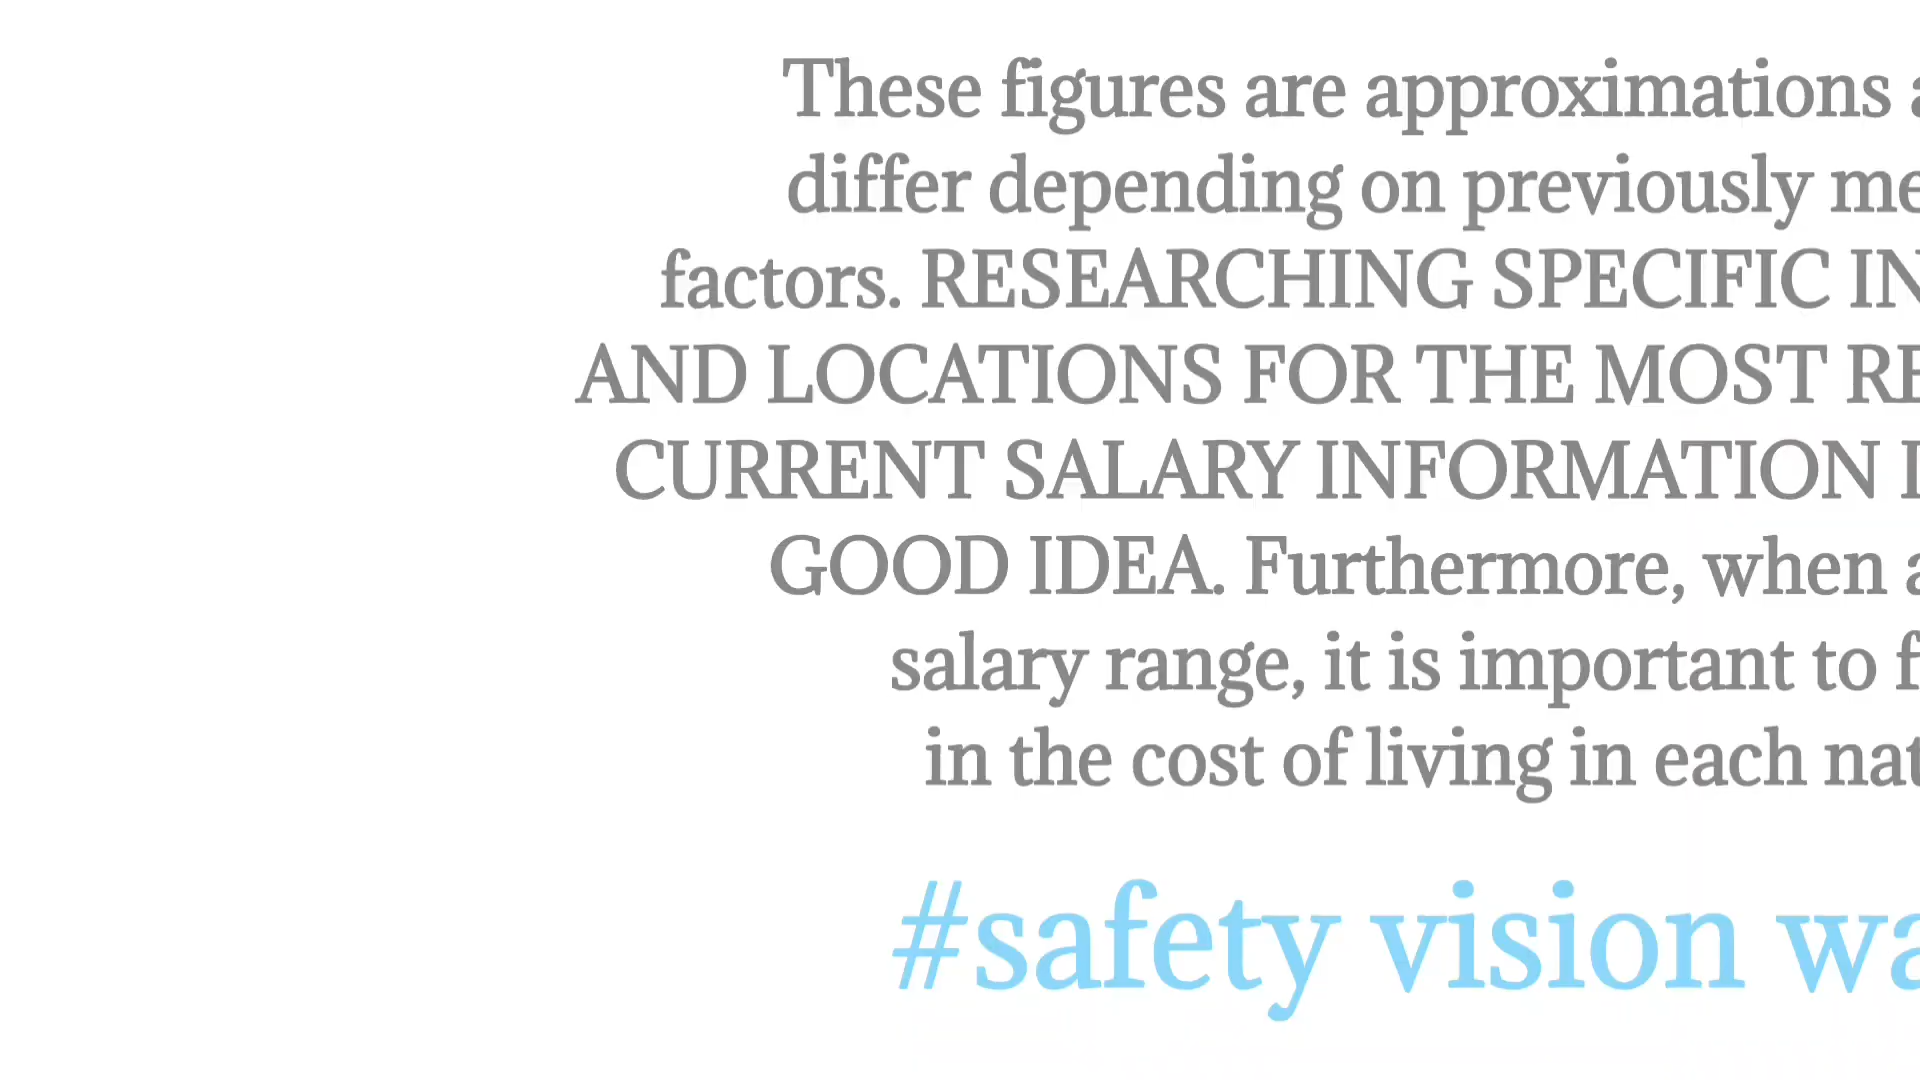 These figures are approximations
differ depending on previously
factors. RESEARCHING SPECIFIC
AND LOCATIONS FOR THE MOST
CURRENT SALARY INFORMATION
GOOD IDEA. Furthermore, when
salary range, it is important to
in the cost of living in each
#safety vision